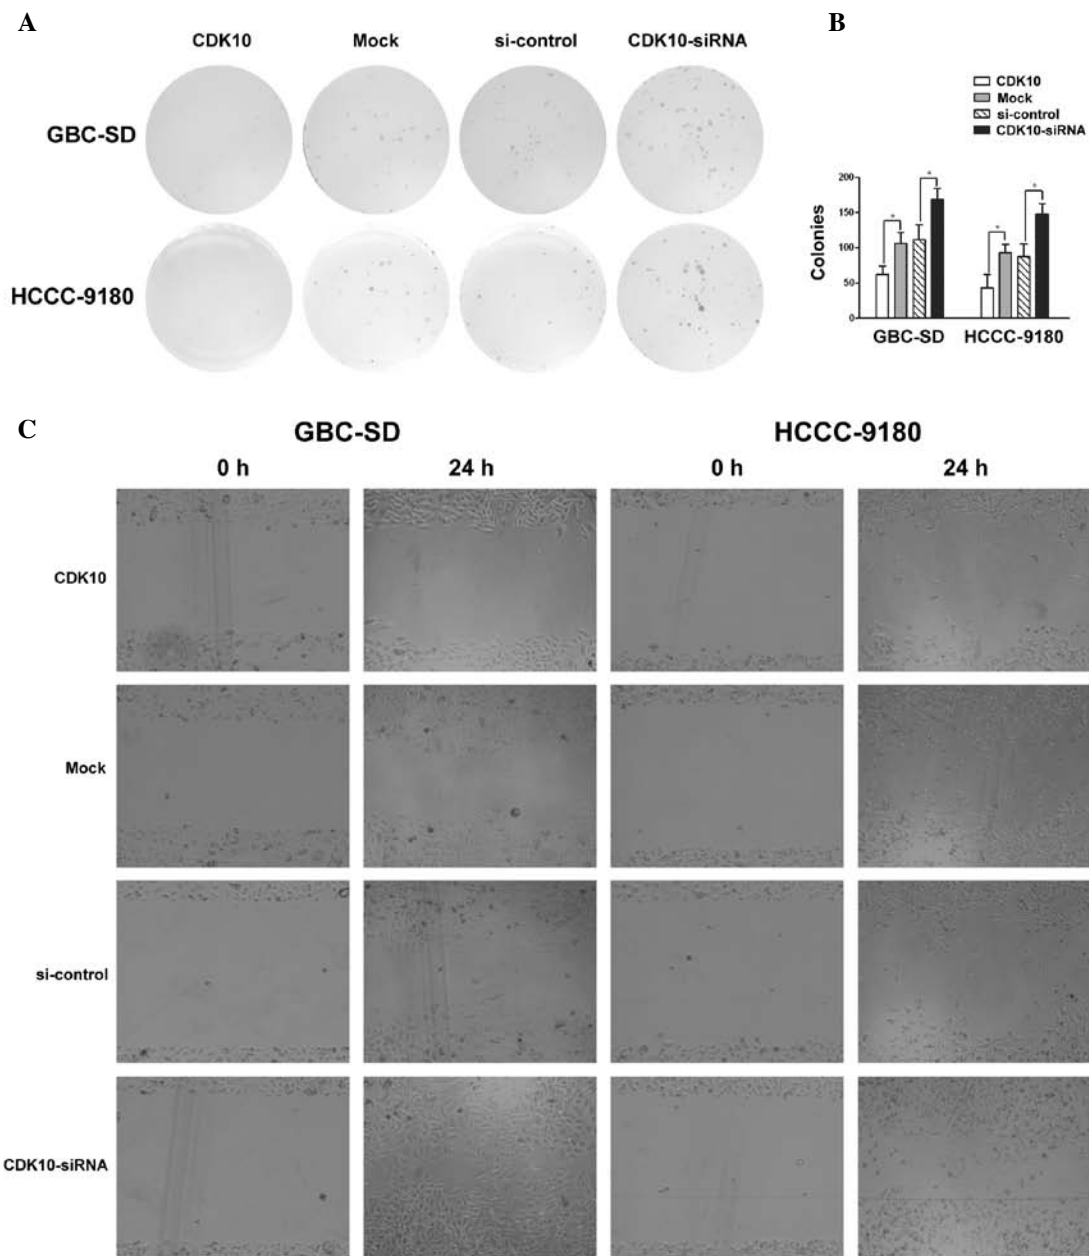 A
CDK10 Mock si-control CDK10-siRNA
GBC-SD
HCCC-9180
B
CDK10
Mock
si-control
CDK10-siRNA
Colonies
200
150
100
50
0
* * * *
GBC-SD HCCC-9180
C
GBC-SD HCCC-9180
0 h 24 h 0 h 24 h
CDK10
Mock
si-control
CDK10-siRNA